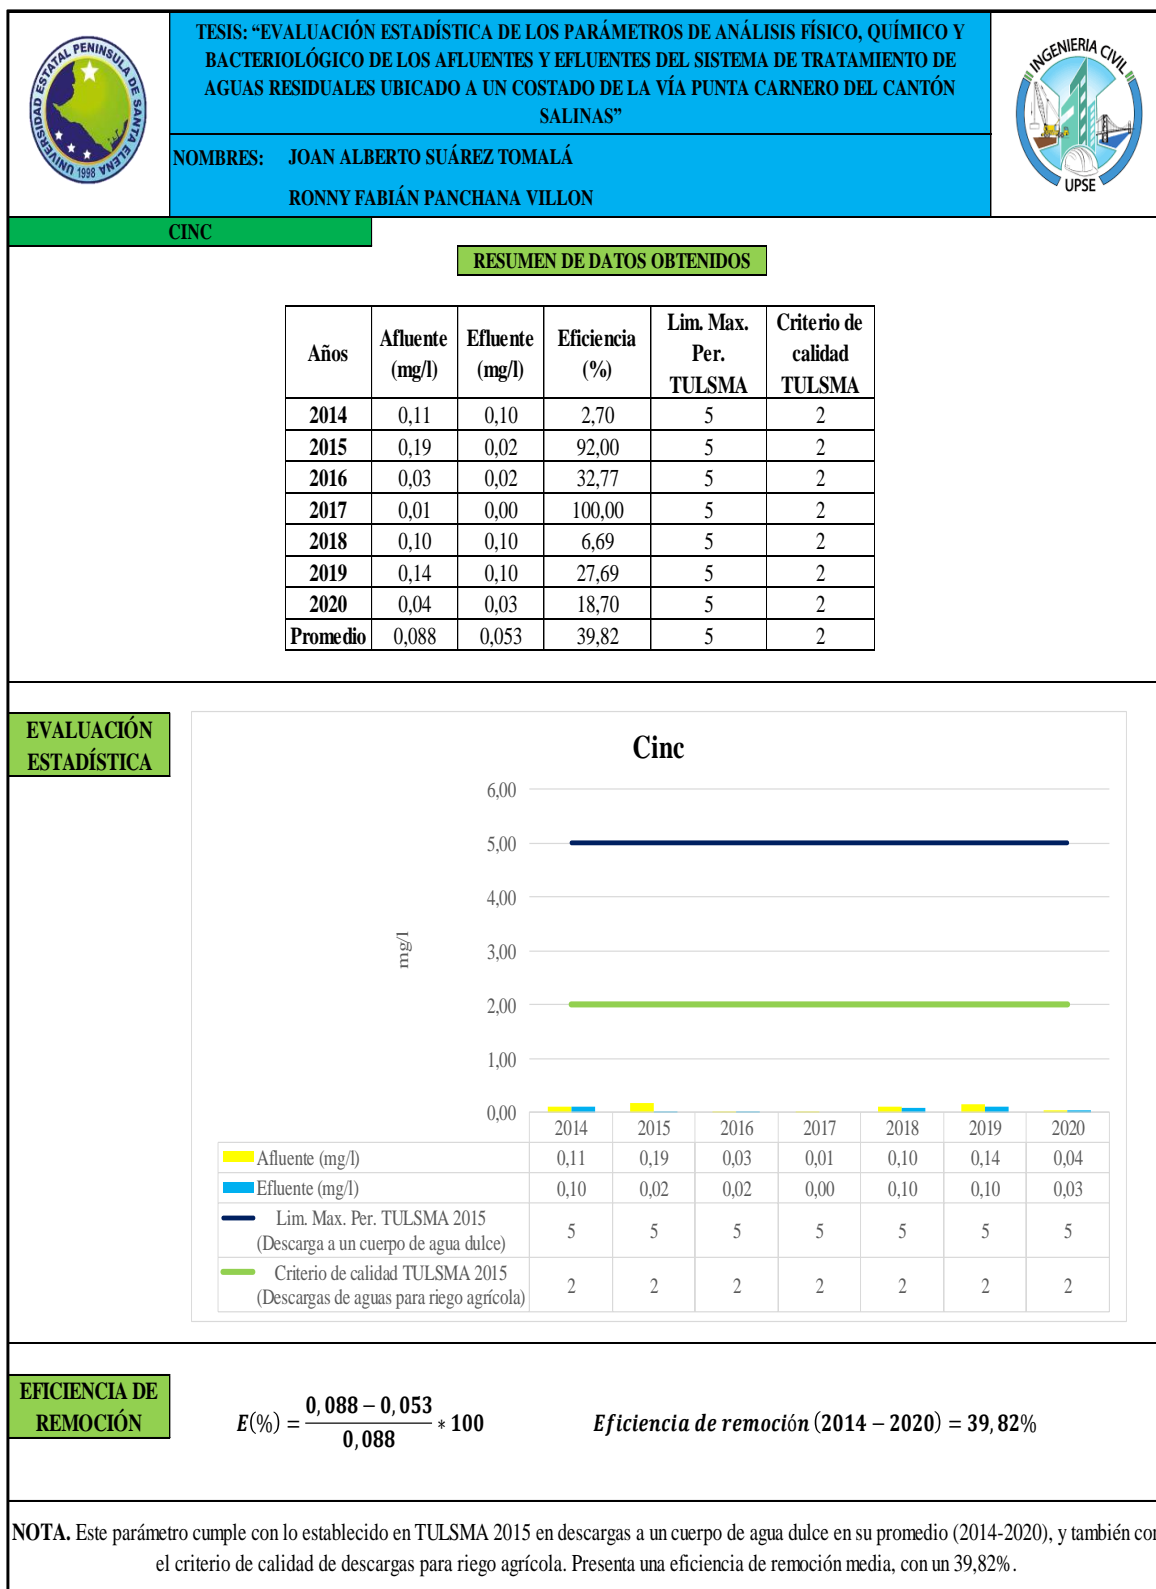 UNIVERSIDAD ESTATAL PENINSULA DE SANTA ELENA
1998
TESIS: “EVALUACIÓN ESTADÍSTICA DE LOS PARÁMETROS DE ANÁLISIS FÍSICO, QUÍMICO Y
BACTERIOLÓGICO DE LOS AFLUENTES Y EFLUENTES DEL SISTEMA DE TRATAMIENTO DE
AGUAS RESIDUALES UBICADO A UN COSTADO DE LA VÍA PUNTA CARNERO DEL CANTÓN
SALINAS”
INGENIERIA CIVIL
UPSE
NOMBRES: JOAN ALBERTO SUÁREZ TOMALÁ
RONNY FABIÁN PANCHANA VILLON
CINC
RESUMEN DE DATOS OBTENIDOS
Años Afluente (mg/l) Efluente (mg/l) Eficiencia (%) Lim. Max. Per. TULSMA Criterio de calidad TULSMA
2014 0,11 0,10 2,70 5 2
2015 0,19 0,02 92,00 5 2
2016 0,03 0,02 32,77 5 2
2017 0,01 0,00 100,00 5 2
2018 0,10 0,10 6,69 5 2
2019 0,14 0,10 27,69 5 2
2020 0,04 0,03 18,70 5 2
Promedio 0,088 0,053 39,82 5 2
EVALUACIÓN
ESTADÍSTICA
Cinc
6,00
5,00
4,00
3,00
2,00
1,00
0,00
mg/l
2014 2015 2016 2017 2018 2019 2020
Afluente (mg/l) 0,11 0,19 0,03 0,01 0,10 0,14 0,04
Efluente (mg/l) 0,10 0,02 0,02 0,00 0,10 0,10 0,03
Lim. Max. Per. TULSMA 2015
(Descarga a un cuerpo de agua dulce) 5 5 5 5 5 5 5
Criterio de calidad TULSMA 2015
(Descargas de aguas para riego agrícola) 2 2 2 2 2 2 2
EFICIENCIA DE
REMOCIÓN
E(%) = (0,088 − 0,053) / 0,088 * 100
Eficiencia de remoción (2014 − 2020) = 39,82%
NOTA. Este parámetro cumple con lo establecido en TULSMA 2015 en descargas a un cuerpo de agua dulce en su promedio (2014-2020), y también con
el criterio de calidad de descargas para riego agrícola. Presenta una eficiencia de remoción media, con un 39,82%.